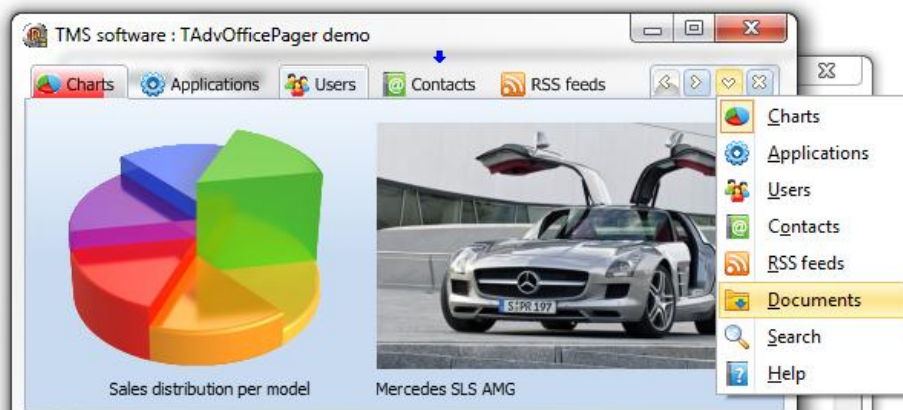 TMS software : TAdvOfficePager demo
Charts Applications Users Contacts RSS feeds
Charts
Applications
Users
Contacts
RSS feeds
Documents
Search
Help
S:PR 197
Sales distribution per model Mercedes SLS AMG